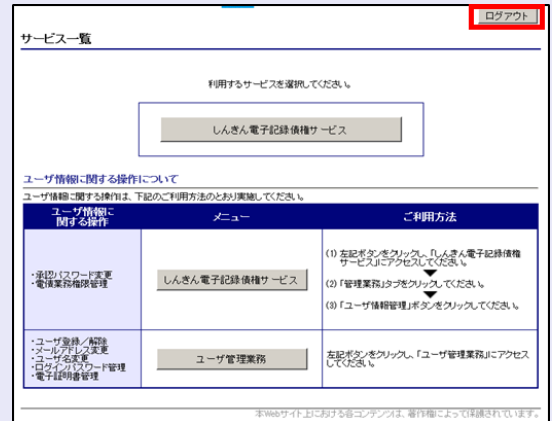 ログアウト
サービス一覧
利用するサービスを選択してください。
しんきん電子記録債権サービス
ユーザ情報に関する操作について
ユーザ情報に関する操作は、下記のご利用方法のとおり実施してください。
ユーザ情報に
関する操作
メニュー
ご利用方法
・承認パスワード変更
・電債業務権限管理
しんきん電子記録債権サービス
(1) 左記ボタンをクリックし、「しんきん電子記録債権
サービス」にアクセスしてください。
▼
(2) 「管理業務」タブをクリックしてください。
▼
(3) 「ユーザ情報管理」ボタンをクリックしてください。
・ユーザ登録／解除
・メールアドレス変更
・ユーザ名変更
・ログインパスワード管理
・電子証明書管理
ユーザ管理業務
左記ボタンをクリックし、「ユーザ管理業務」にアクセス
してください。
本Webサイト上における各コンテンツは、著作権によって保護されています。